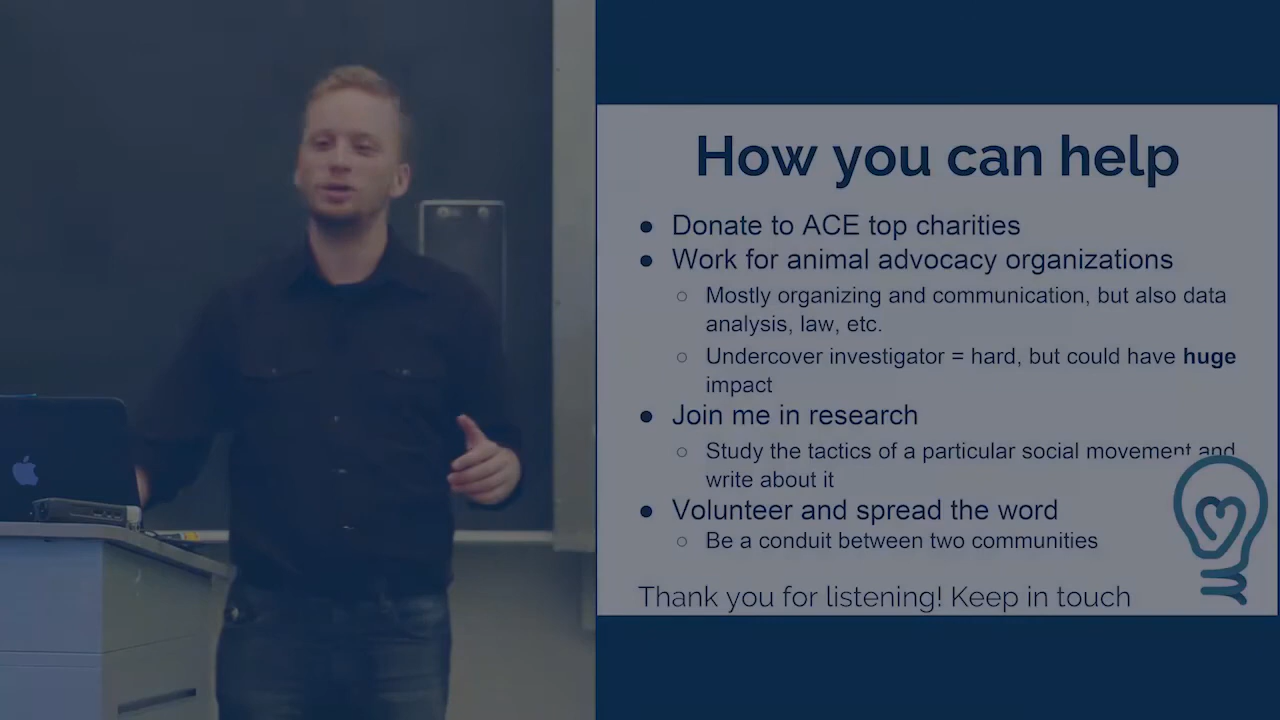 How you can help
● Donate to ACE top charities
● Work for animal advocacy organizations
○ Mostly organizing and communication, but also data
analysis, law, etc.
○ Undercover investigator = hard, but could have huge
impact
● Join me in research
○ Study the tactics of a particular social movement and
write about it
● Volunteer and spread the word
○ Be a conduit between two communities
Thank you for listening! Keep in touch